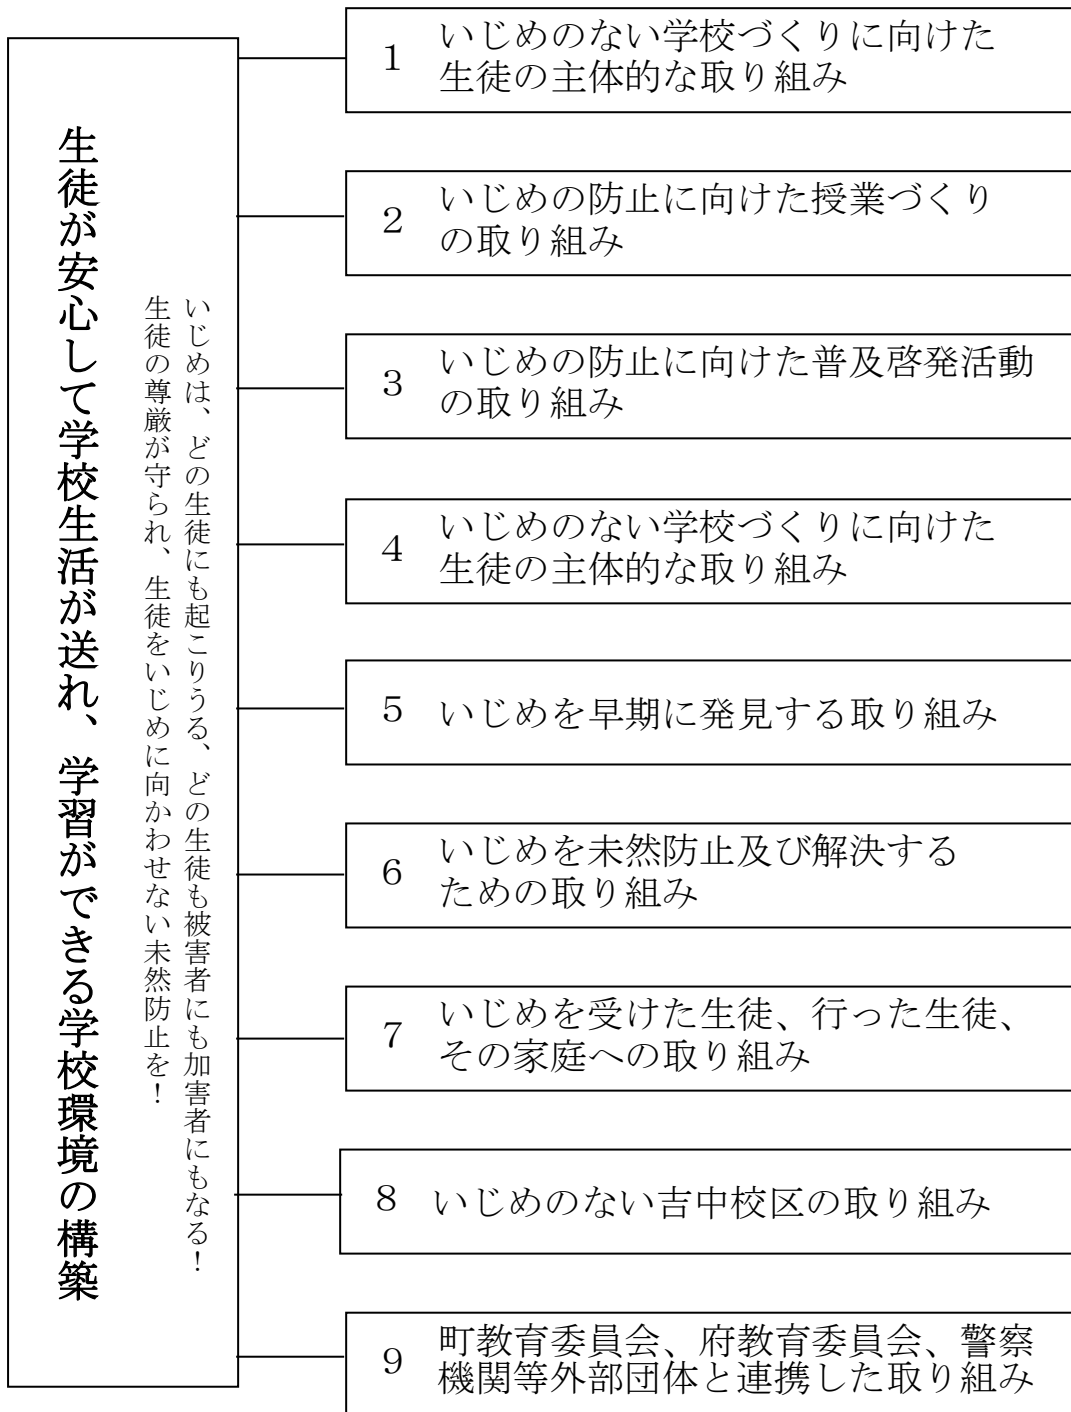 生徒が安心して学校生活が送れ、学習ができる学校環境の構築
いじめは、どの生徒にも起こりうる、どの生徒も被害者にも加害者にもなる！
生徒の尊厳が守られ、生徒をいじめに向かわせない未然防止を！
1 いじめのない学校づくりに向けた
生徒の主体的な取り組み
2 いじめの防止に向けた授業づくり
の取り組み
3 いじめの防止に向けた普及啓発活動
の取り組み
4 いじめのない学校づくりに向けた
生徒の主体的な取り組み
5 いじめを早期に発見する取り組み
6 いじめを未然防止及び解決する
ための取り組み
7 いじめを受けた生徒、行った生徒、
その家庭への取り組み
8 いじめのない吉中校区の取り組み
9 町教育委員会、府教育委員会、警察
機関等外部団体と連携した取り組み